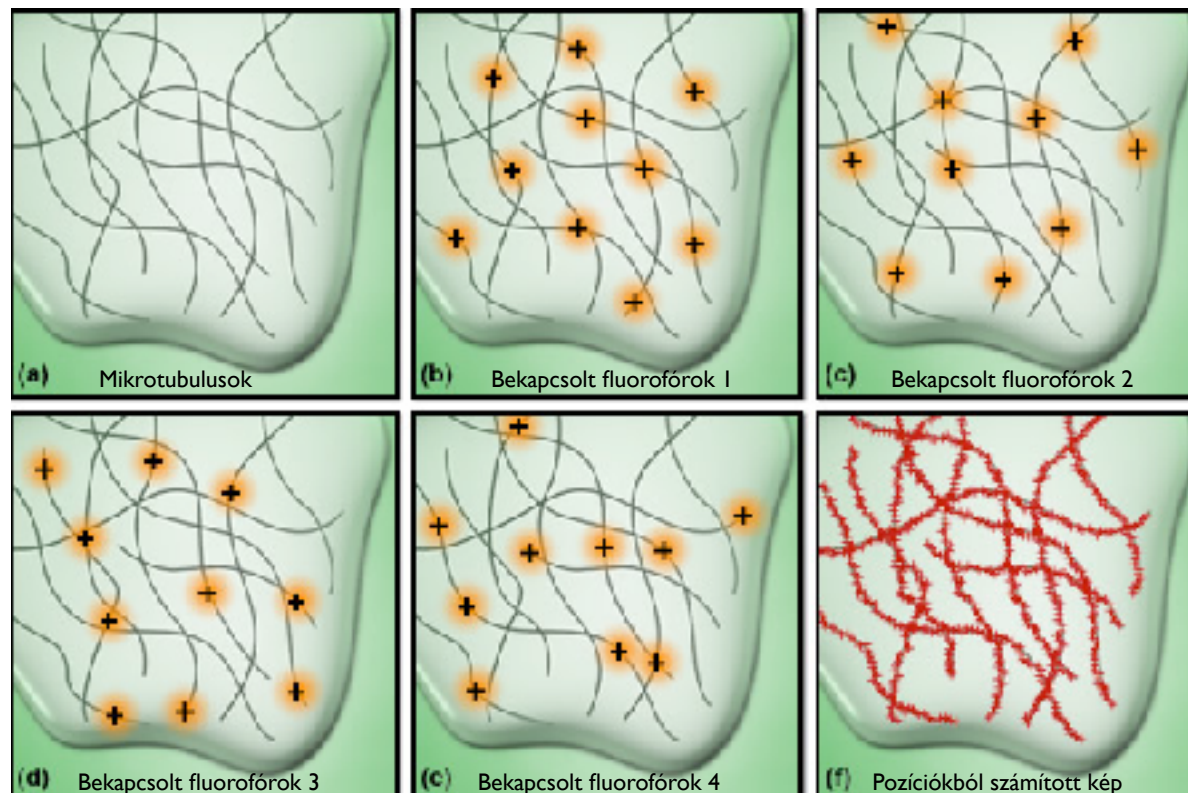 (a) Mikrotubulusok
(b) Bekapcsolt fluorofórok 1
(c) Bekapcsolt fluorofórok 2
(d) Bekapcsolt fluorofórok 3
(e) Bekapcsolt fluorofórok 4
(f) Pozíciókból számított kép